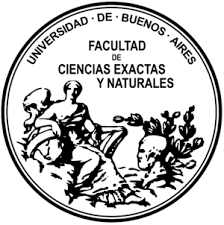 UNIVERSIDAD · DE · BUENOS · AIRES
FACULTAD
DE
CIENCIAS EXACTAS
Y NATURALES